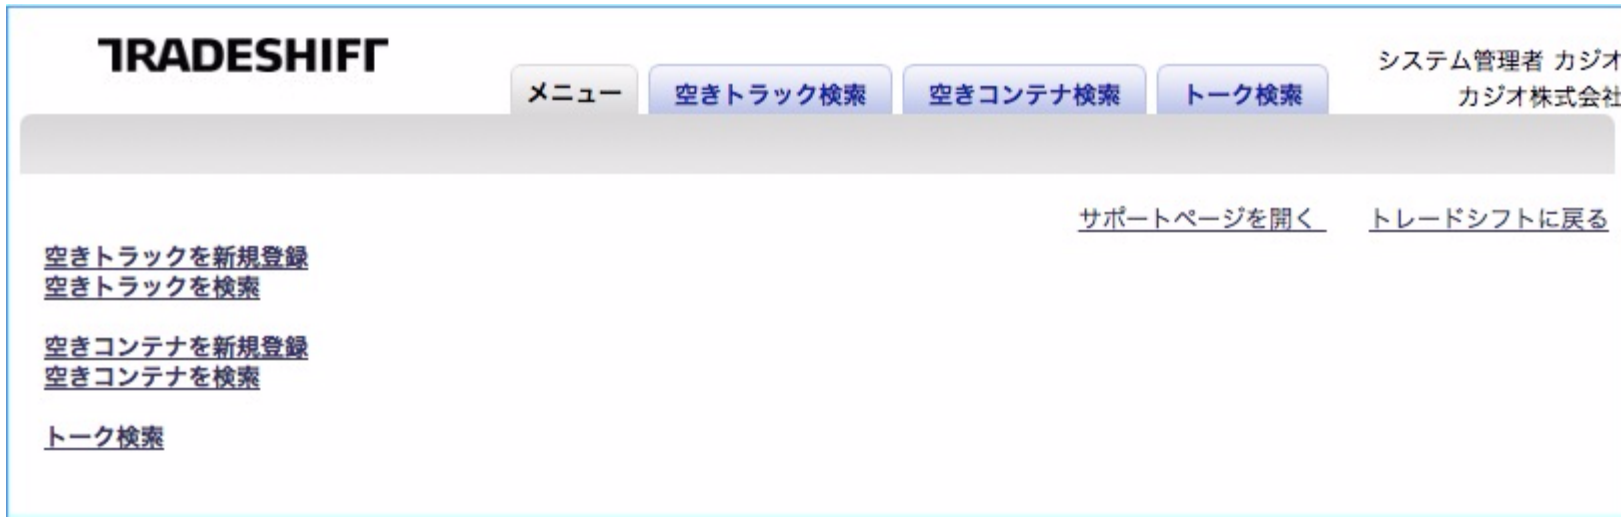 TRADESHIFT
メニュー 空きトラック検索 空きコンテナ検索 トーク検索
システム管理者 カジオ
カジオ株式会社
サポートページを開く トレードシフトに戻る
空きトラックを新規登録
空きトラックを検索
空きコンテナを新規登録
空きコンテナを検索
トーク検索